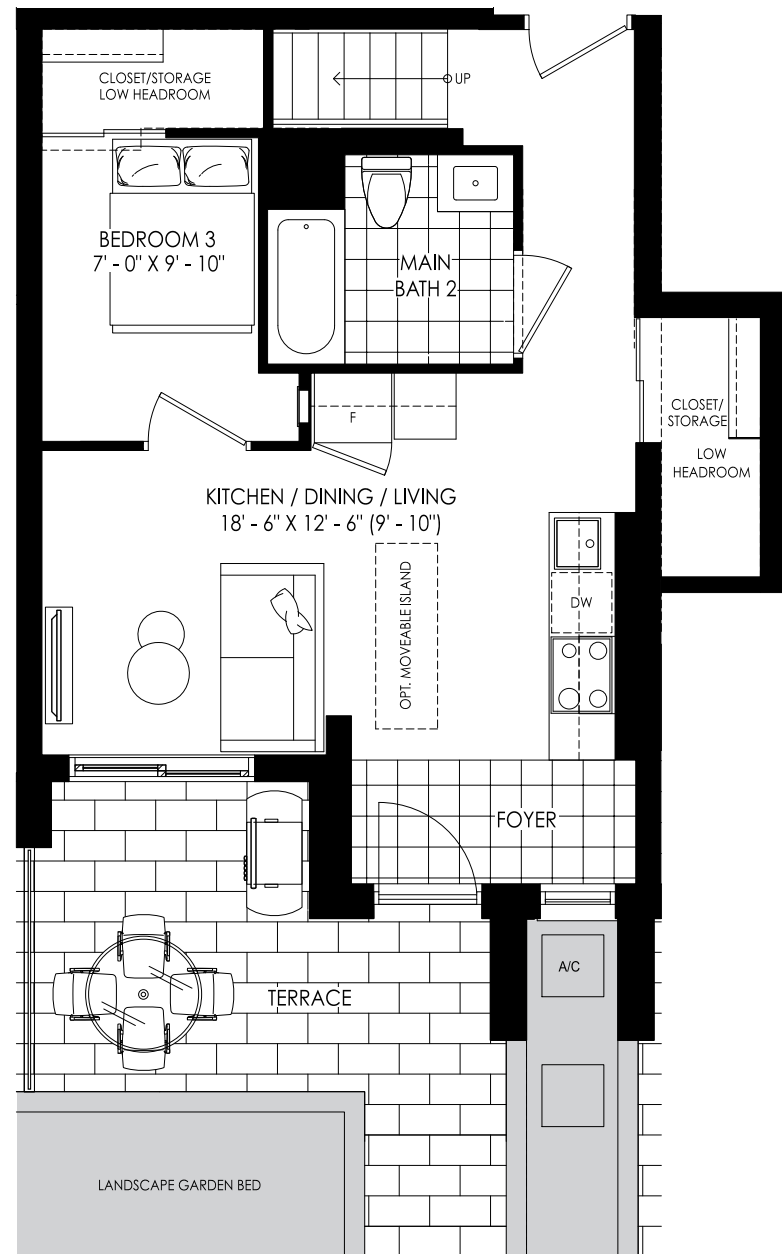 CLOSET/STORAGE
LOW HEADROOM
UP
BEDROOM 3
7' - 0" X 9' - 10"
MAIN
BATH 2
F
CLOSET/
STORAGE
LOW
HEADROOM
KITCHEN / DINING / LIVING
18' - 6" X 12' - 6" (9' - 10")
OPT. MOVEABLE ISLAND
DW
FOYER
A/C
TERRACE
LANDSCAPE GARDEN BED